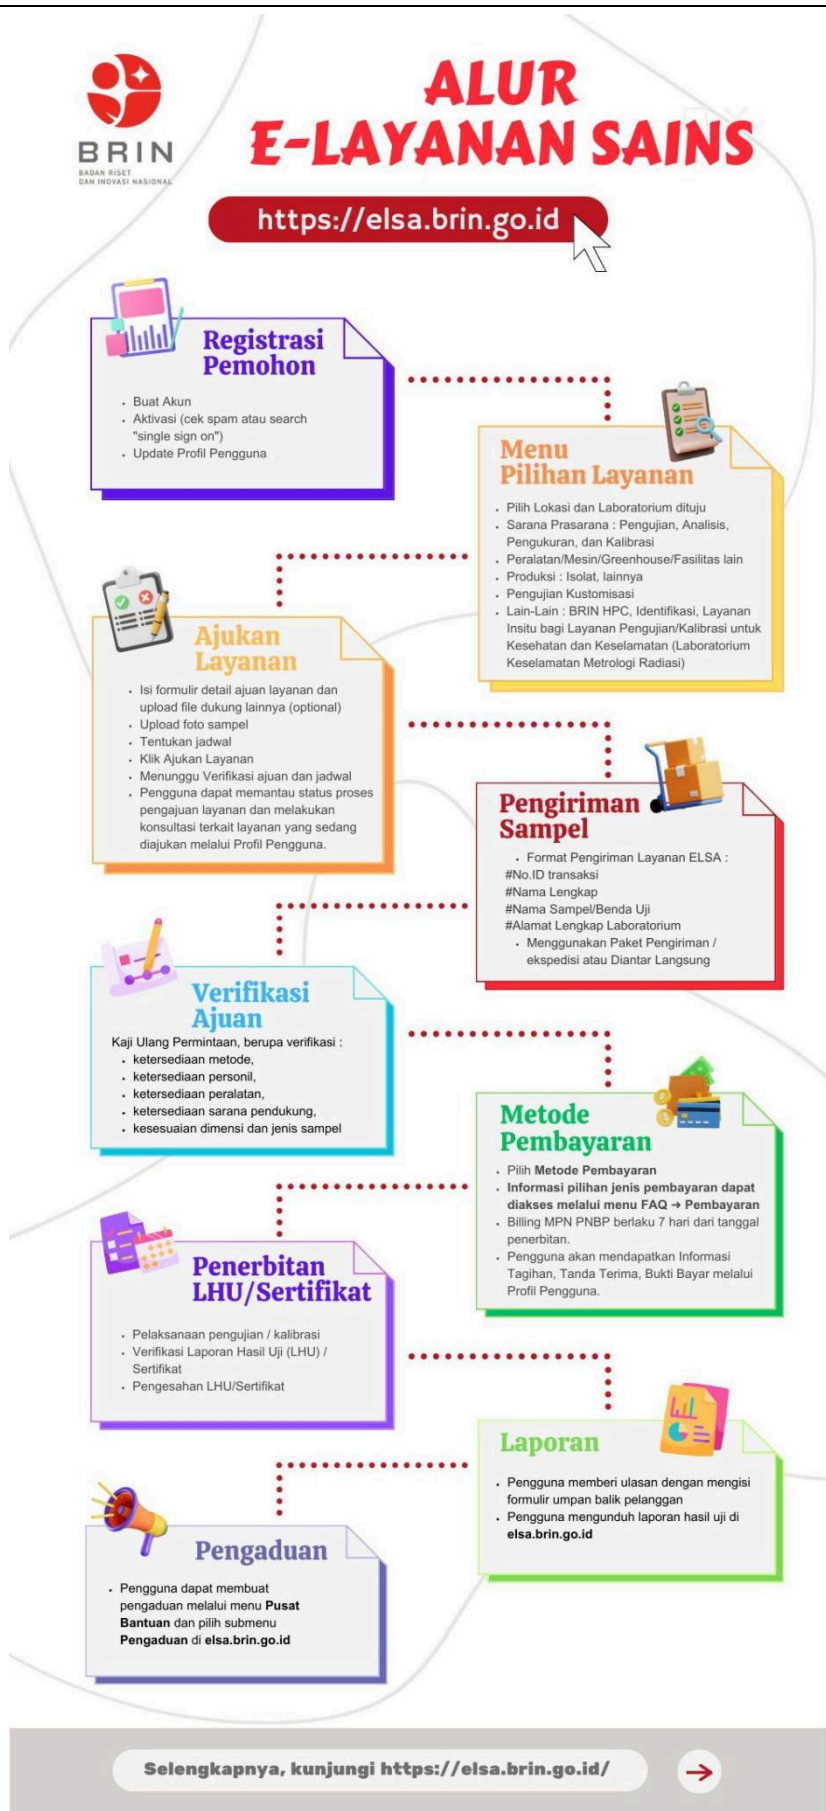 BRIN
BADAN RISET
DAN INOVASI NASIONAL
ALUR
E-LAYANAN SAINS
https://elsa.brin.go.id
Registrasi
Pemohon
• Buat Akun
• Aktivasi (cek spam atau search
"single sign on")
• Update Profil Pengguna
Menu
Pilihan Layanan
• Pilih Lokasi dan Laboratorium dituju
• Sarana Prasarana : Pengujian, Analisis,
Pengukuran, dan Kalibrasi
• Peralatan/Mesin/Greenhouse/Fasilitas lain
• Produksi : Isolat, lainnya
• Pengujian Kustomisasi
• Lain-Lain : BRIN HPC, Identifikasi, Layanan
Insitu bagi Layanan Pengujian/Kalibrasi untuk
Kesehatan dan Keselamatan (Laboratorium
Keselamatan Metrologi Radiasi)
Ajukan
Layanan
• Isi formulir detail ajuan layanan dan
upload file dukung lainnya (optional)
• Upload foto sampel
• Tentukan jadwal
• Klik Ajukan Layanan
• Menunggu Verifikasi ajuan dan jadwal
• Pengguna dapat memantau status proses
pengajuan layanan dan melakukan
konsultasi terkait layanan yang sedang
diajukan melalui Profil Pengguna.
Pengiriman
Sampel
• Format Pengiriman Layanan ELSA :
#No.ID transaksi
#Nama Lengkap
#Nama Sampel/Benda Uji
#Alamat Lengkap Laboratorium
• Menggunakan Paket Pengiriman /
ekspedisi atau Diantar Langsung
Verifikasi
Ajuan
Kaji Ulang Permintaan, berupa verifikasi :
• ketersediaan metode,
• ketersediaan personil,
• ketersediaan peralatan,
• ketersediaan sarana pendukung,
• kesesuaian dimensi dan jenis sampel
Metode
Pembayaran
• Pilih Metode Pembayaran
• Informasi pilihan jenis pembayaran dapat
diakses melalui menu FAQ → Pembayaran
• Billing MPN PNBP berlaku 7 hari dari tanggal
penerbitan.
• Pengguna akan mendapatkan Informasi
Tagihan, Tanda Terima, Bukti Bayar melalui
Profil Pengguna.
Penerbitan
LHU/Sertifikat
• Pelaksanaan pengujian / kalibrasi
• Verifikasi Laporan Hasil Uji (LHU) /
Sertifikat
• Pengesahan LHU/Sertifikat
Laporan
• Pengguna memberi ulasan dengan mengisi
formulir umpan balik pelanggan
• Pengguna mengunduh laporan hasil uji di
elsa.brin.go.id
Pengaduan
• Pengguna dapat membuat
pengaduan melalui menu Pusat
Bantuan dan pilih submenu
Pengaduan di elsa.brin.go.id
Selengkapnya, kunjungi https://elsa.brin.go.id/